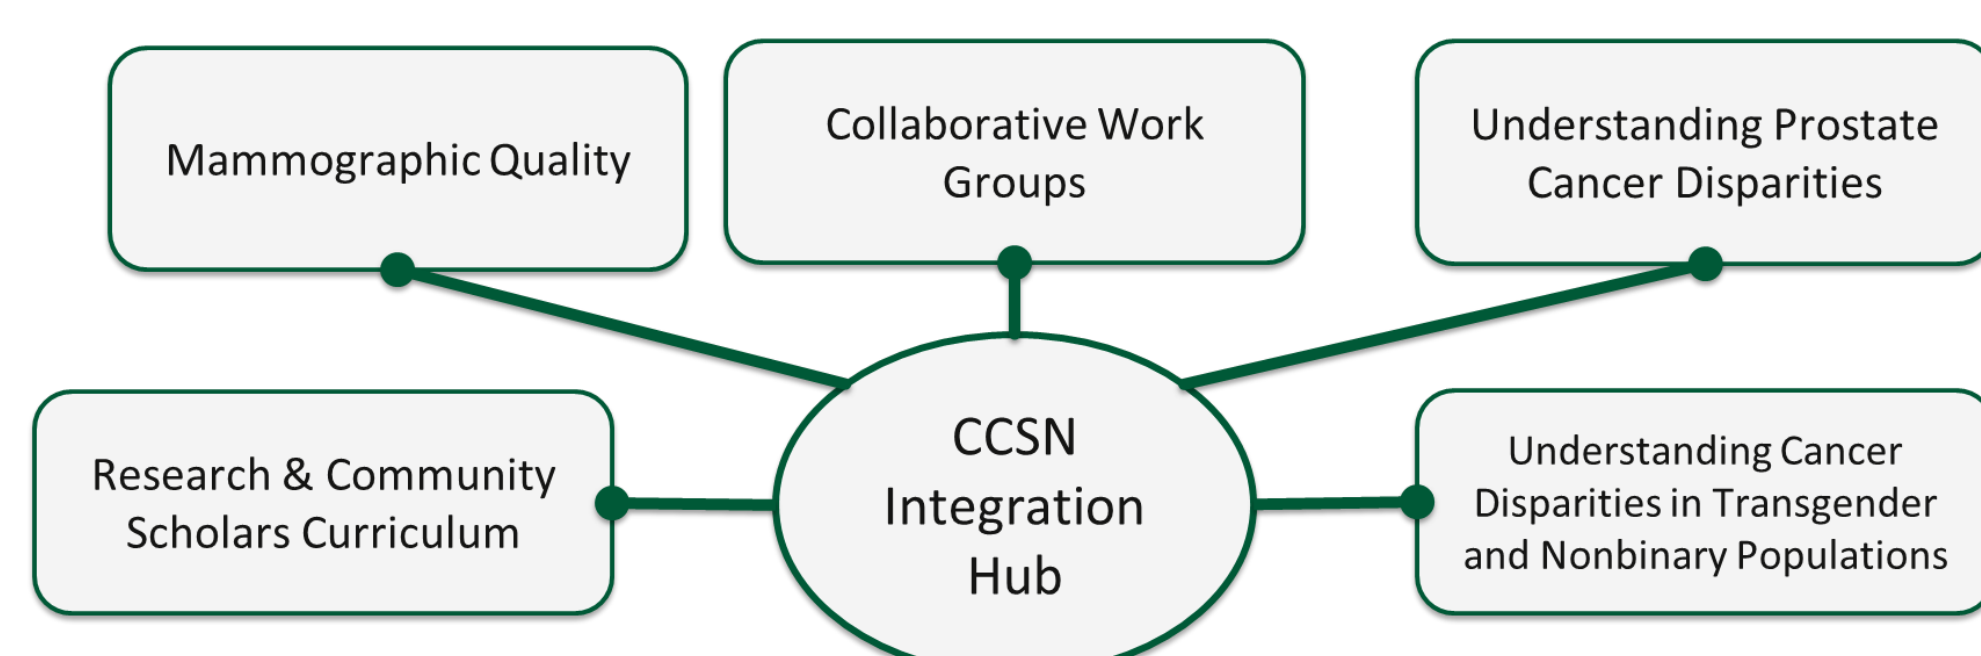 Mammographic Quality
Collaborative Work
Groups
Understanding Prostate
Cancer Disparities
Research & Community
Scholars Curriculum
CCSN
Integration
Hub
Understanding Cancer
Disparities in Transgender
and Nonbinary Populations